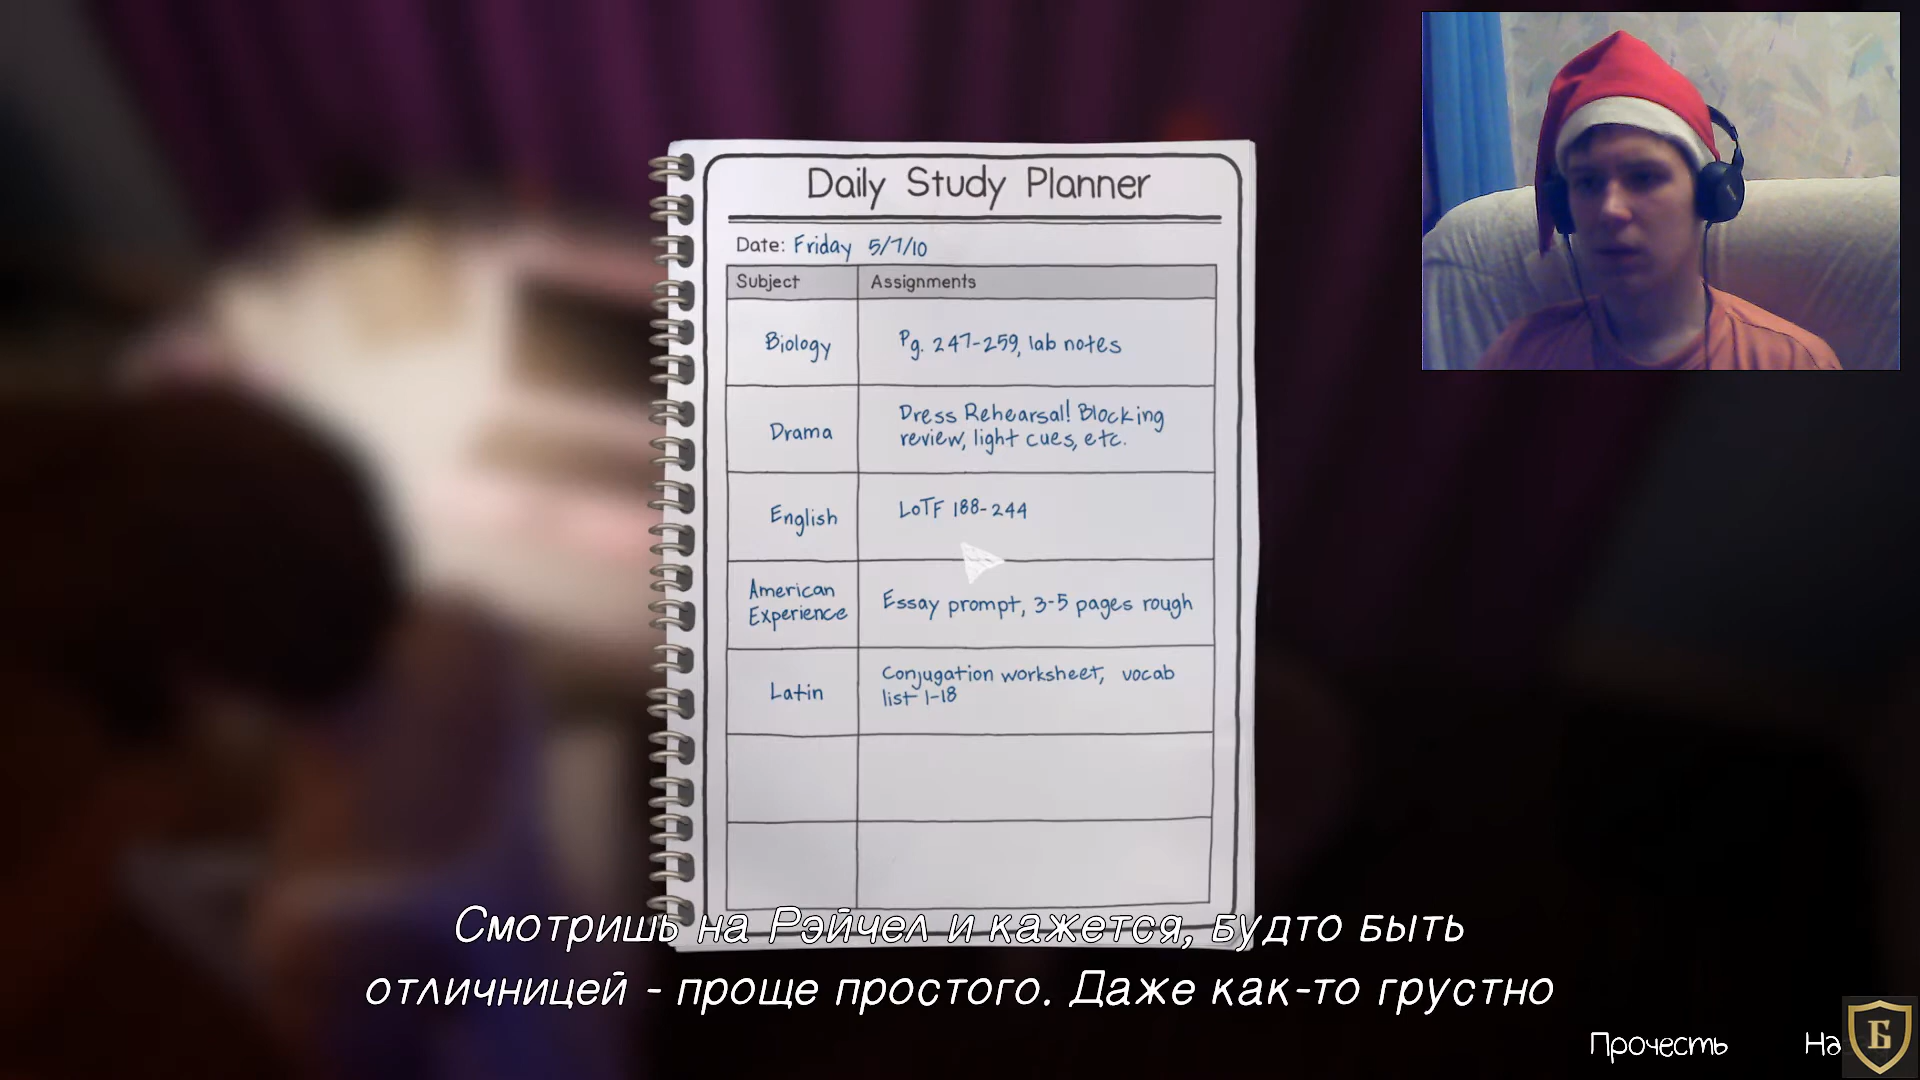 Daily Study Planner
Date: Friday 5/7/10
Subject Assignments
Biology Pg. 247-259, lab notes
Drama Dress Rehearsal! Blocking
review, light cues, etc.
English LoTF 188-244
American
Experience Essay prompt, 3-5 pages rough
Latin Conjugation worksheet, vocab
list 1-18
Смотришь на Рэйчел и кажется, будто быть
отличницей - проще простого. Даже как-то грустно
Прочесть На
Б